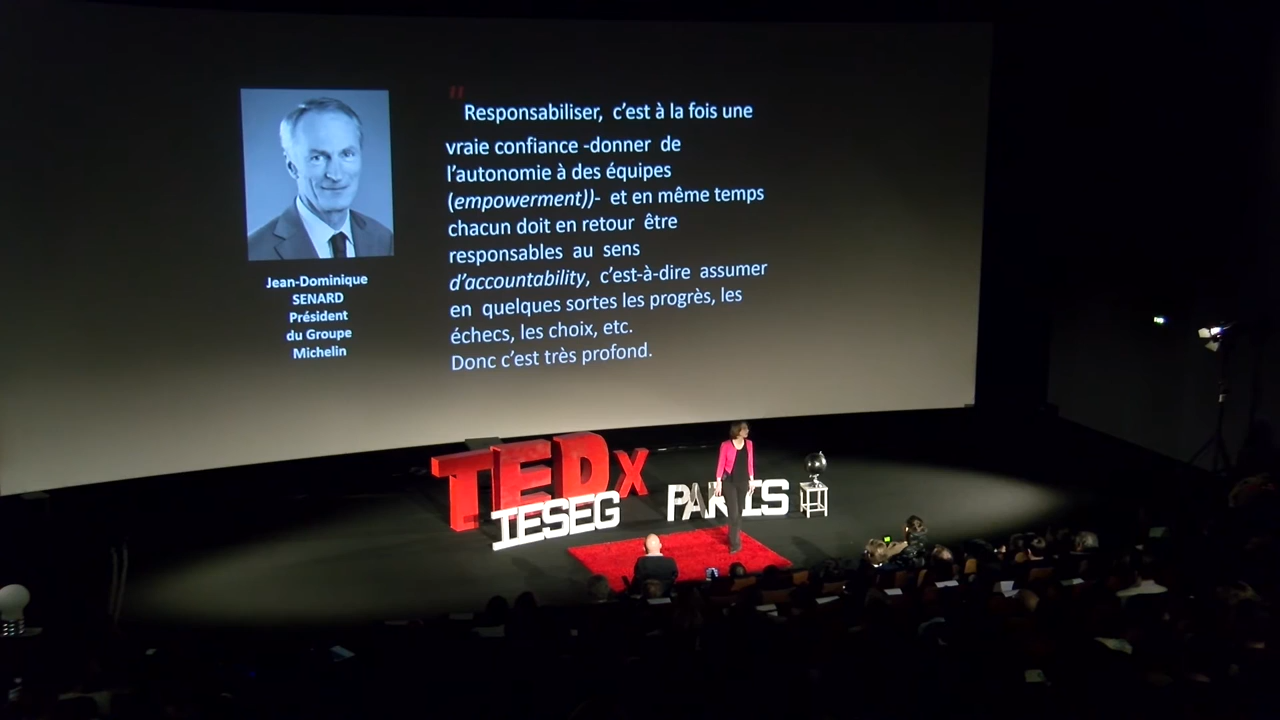 "
Responsabiliser, c'est à la fois une
vraie confiance -donner de
l'autonomie à des équipes
(empowerment))- et en même temps
chacun doit en retour être
responsables au sens
d'accountability, c'est-à-dire assumer
en quelques sortes les progrès, les
échecs, les choix, etc.
Donc c'est très profond.
Jean-Dominique
SENARD
Président
du Groupe
Michelin
TEDx
IESEG
PARIS